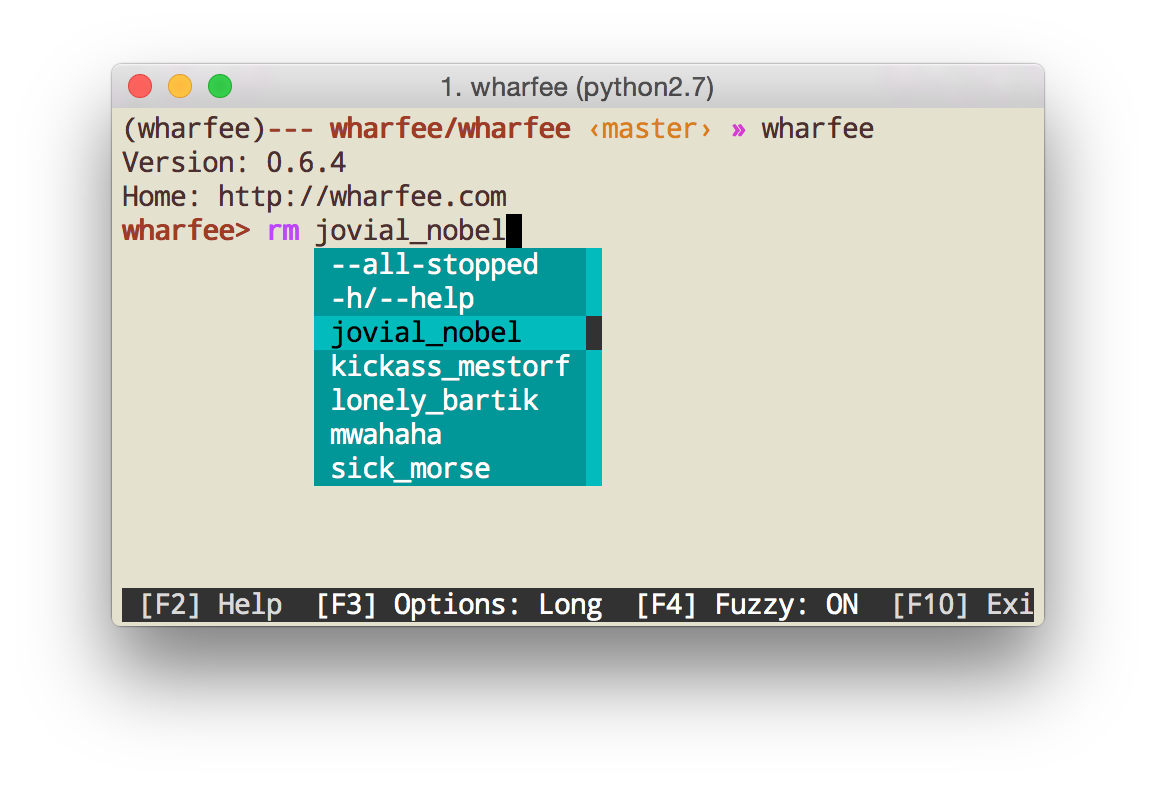 1. wharfee (python2.7)
(wharfee)--- wharfee/wharfee ‹master› » wharfee
Version: 0.6.4
Home: http://wharfee.com
wharfee> rm jovial_nobel
--all-stopped
-h/--help
jovial_nobel
kickass_mestorf
lonely_bartik
mwahaha
sick_morse
[F2] Help [F3] Options: Long [F4] Fuzzy: ON [F10] Exi